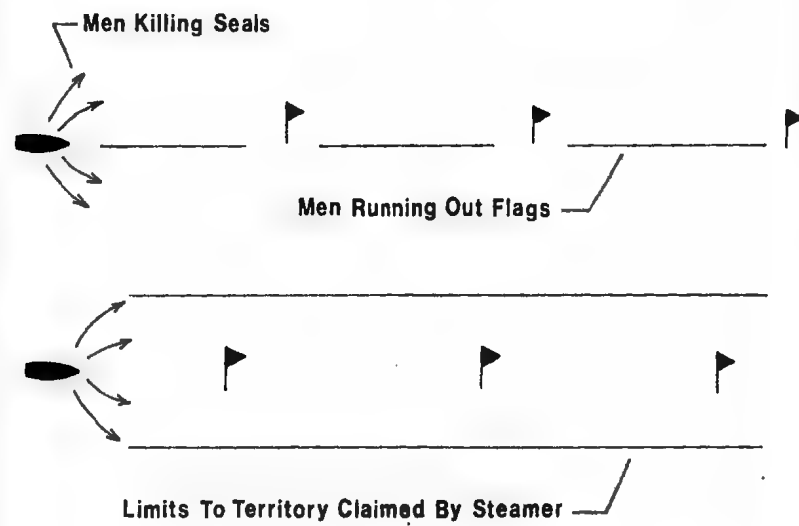 Men Killing Seals
Men Running Out Flags
Limits To Territory Claimed By Steamer